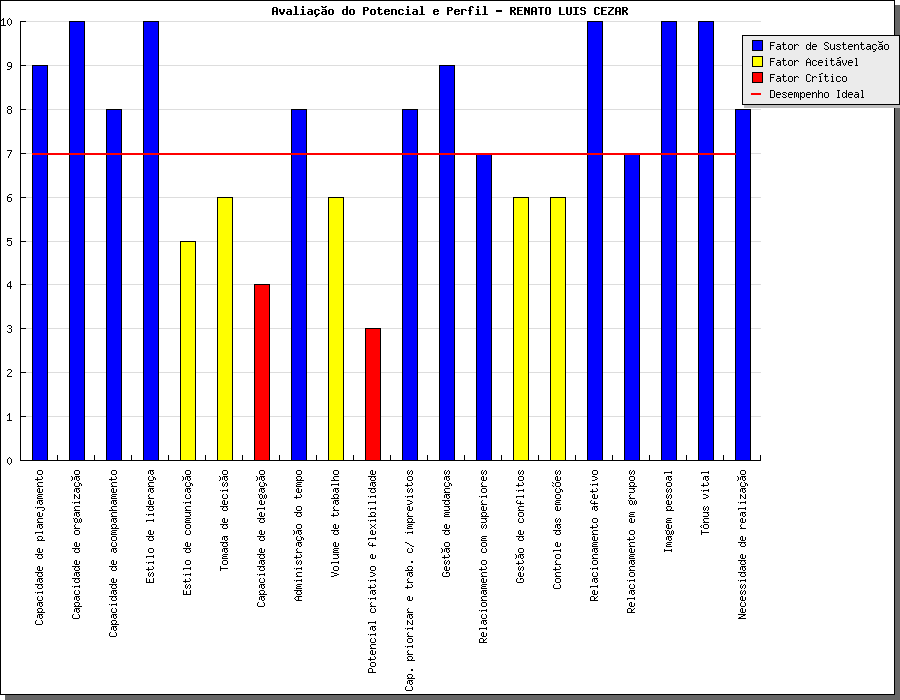 Avaliação do Potencial e Perfil - RENATO LUIS CEZAR
Fator de Sustentação
Fator Aceitável
Fator Crítico
Desempenho Ideal
10
9
8
7
6
5
4
3
2
1
0
Capacidade de planejamento
Capacidade de organização
Capacidade de acompanhamento
Estilo de liderança
Estilo de comunicação
Tomada de decisão
Capacidade de delegação
Administração do tempo
Volume de trabalho
Potencial criativo e flexibilidade
Cap. priorizar e trab. c/ imprevistos
Gestão de mudanças
Relacionamento com superiores
Gestão de conflitos
Controle das emoções
Relacionamento afetivo
Relacionamento em grupos
Imagem pessoal
Tônus vital
Necessidade de realização